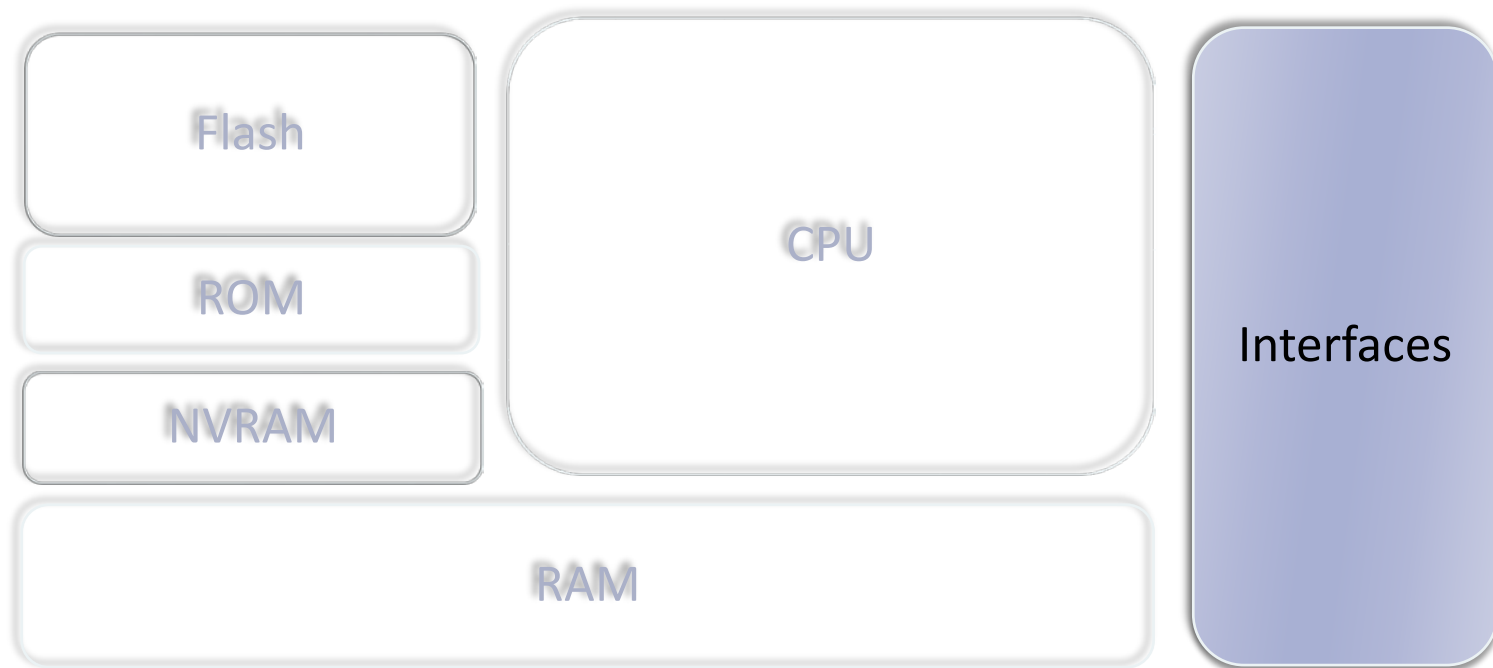 Flash
CPU
ROM
Interfaces
NVRAM
RAM